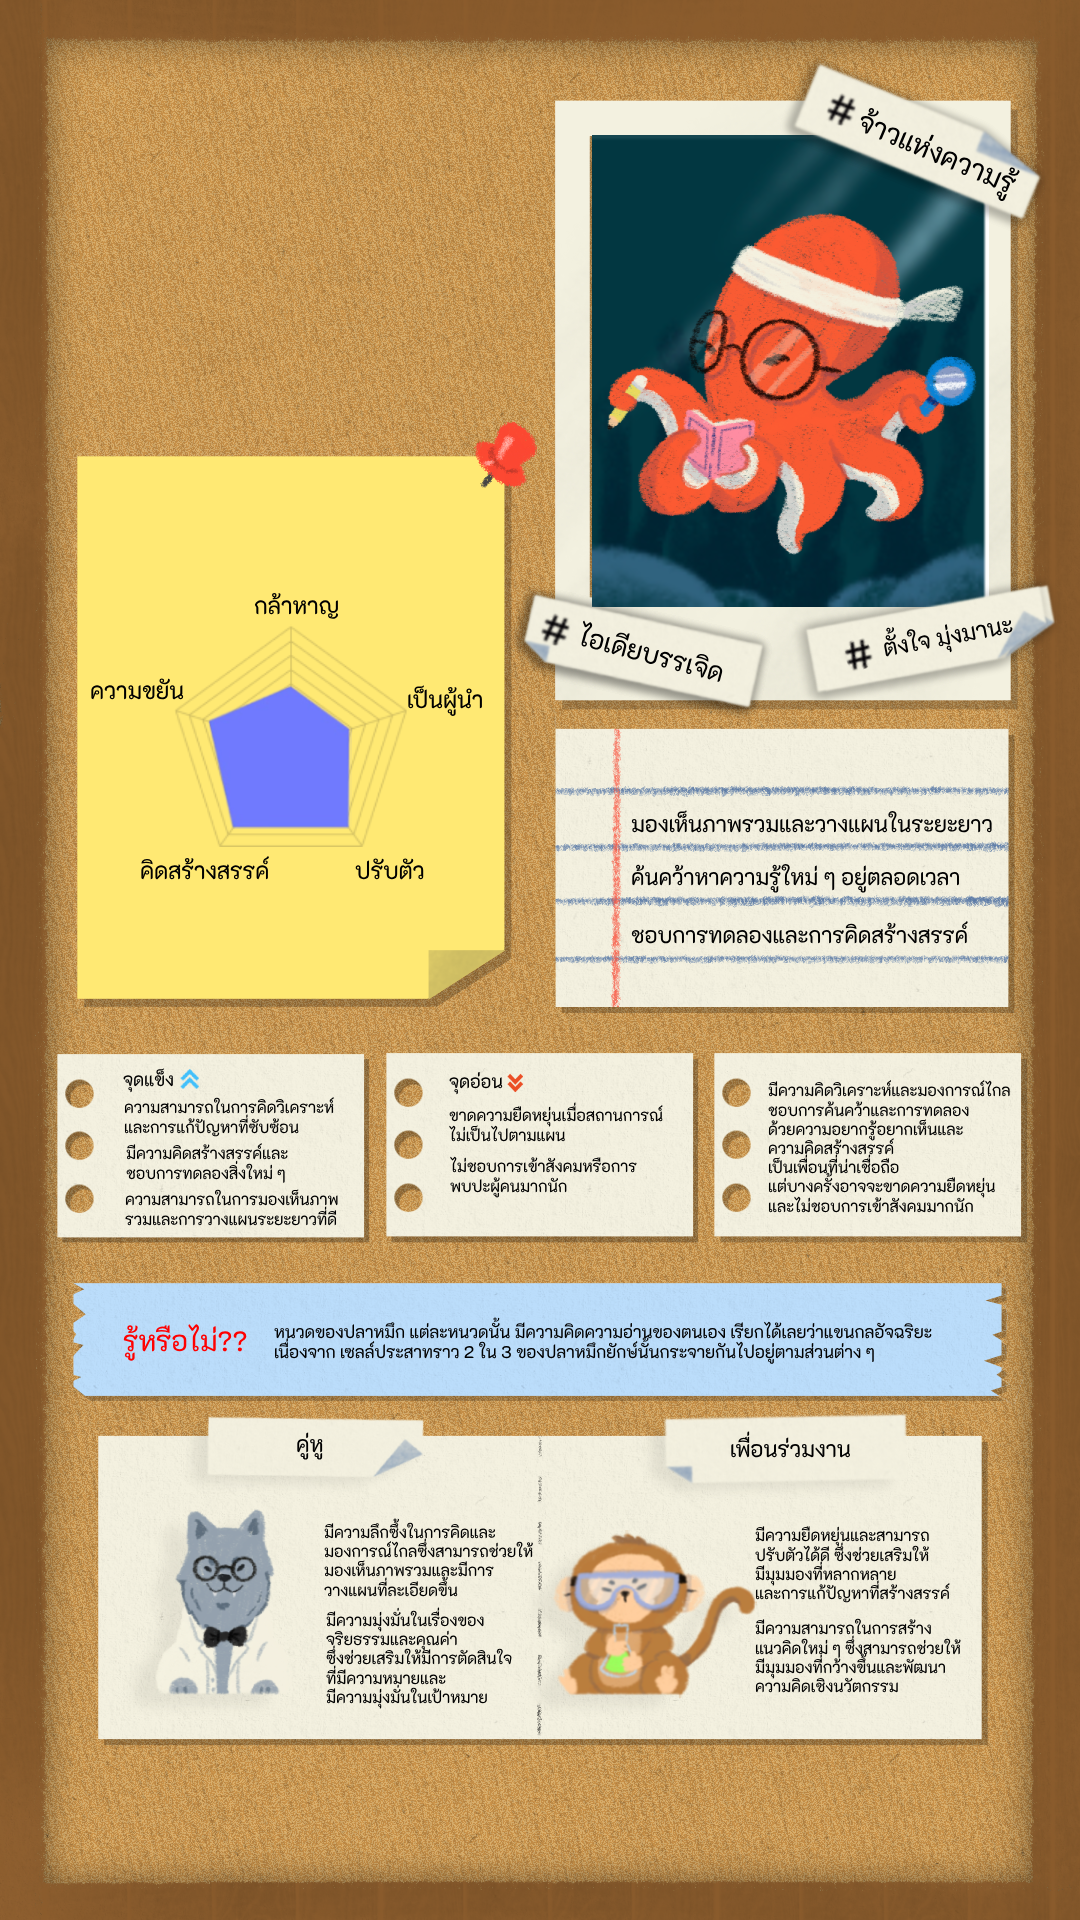 # จ้าวแห่งความรู้
# ไอเดียบรรเจิด
# ตั้งใจ มุ่งมานะ
กล้าหาญ
ความขยัน
เป็นผู้นำ
คิดสร้างสรรค์
ปรับตัว
มองเห็นภาพรวมและวางแผนในระยะยาว
ค้นคว้าหาความรู้ใหม่ ๆ อยู่ตลอดเวลา
ชอบการทดลองและการคิดสร้างสรรค์
จุดแข็ง
ความสามารถในการคิดวิเคราะห์
และการแก้ปัญหาที่ซับซ้อน
มีความคิดสร้างสรรค์และ
ชอบการทดลองสิ่งใหม่ ๆ
ความสามารถในการมองเห็นภาพ
รวมและการวางแผนระยะยาวที่ดี
จุดอ่อน
ขาดความยืดหยุ่นเมื่อสถานการณ์
ไม่เป็นไปตามแผน
ไม่ชอบการเข้าสังคมหรือการ
พบปะผู้คนมากนัก
มีความคิดวิเคราะห์และมองการณ์ไกล
ชอบการค้นคว้าและการทดลอง
ด้วยความอยากรู้อยากเห็นและ
ความคิดสร้างสรรค์
เป็นเพื่อนที่น่าเชื่อถือ
แต่บางครั้งอาจจะขาดความยืดหยุ่น
และไม่ชอบการเข้าสังคมมากนัก
รู้หรือไม่??
หนวดของปลาหมึก แต่ละหนวดนั้น มีความคิดความอ่านของตนเอง เรียกได้เลยว่าแขนกลอัจฉริยะ
เนื่องจาก เซลล์ประสาทราว 2 ใน 3 ของปลาหมึกยักษ์นั้นกระจายกันไปอยู่ตามส่วนต่าง ๆ
คู่หู
มีความลึกซึ้งในการคิดและ
มองการณ์ไกลซึ่งสามารถช่วยให้
มองเห็นภาพรวมและมีการ
วางแผนที่ละเอียดขึ้น
มีความมุ่งมั่นในเรื่องของ
จริยธรรมและคุณค่า
ซึ่งช่วยเสริมให้มีการตัดสินใจ
ที่มีความหมายและ
มีความมุ่งมั่นในเป้าหมาย
เพื่อนร่วมงาน
มีความยืดหยุ่นและสามารถ
ปรับตัวได้ดี ซึ่งช่วยเสริมให้
มีมุมมองที่หลากหลาย
และการแก้ปัญหาที่สร้างสรรค์
มีความสามารถในการสร้าง
แนวคิดใหม่ ๆ ซึ่งสามารถช่วยให้
มีมุมมองที่กว้างขึ้นและพัฒนา
ความคิดเชิงนวัตกรรม